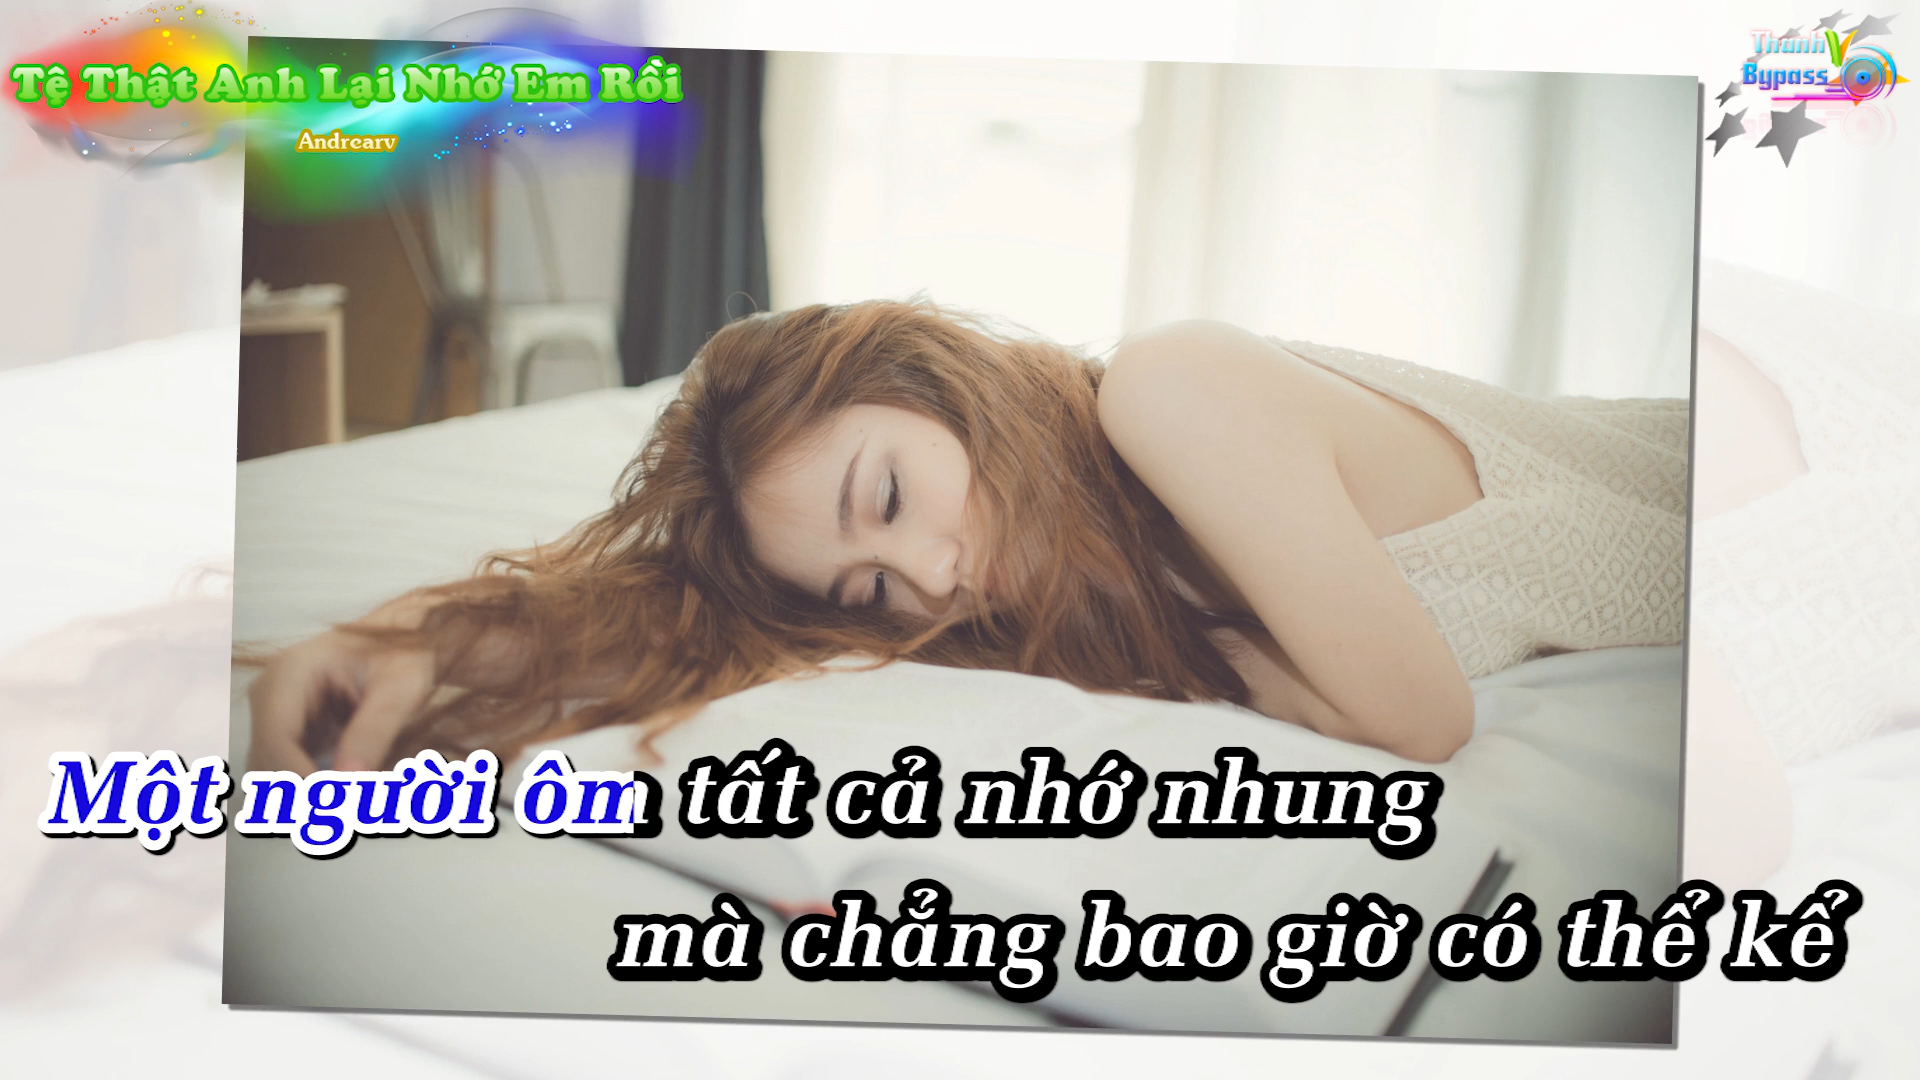 Tệ Thật Anh Lại Nhớ Em Rồi
Andrearv
Thanh V
Bypass
Một người ôm tất cả nhớ nhung
mà chẳng bao giờ có thể kể